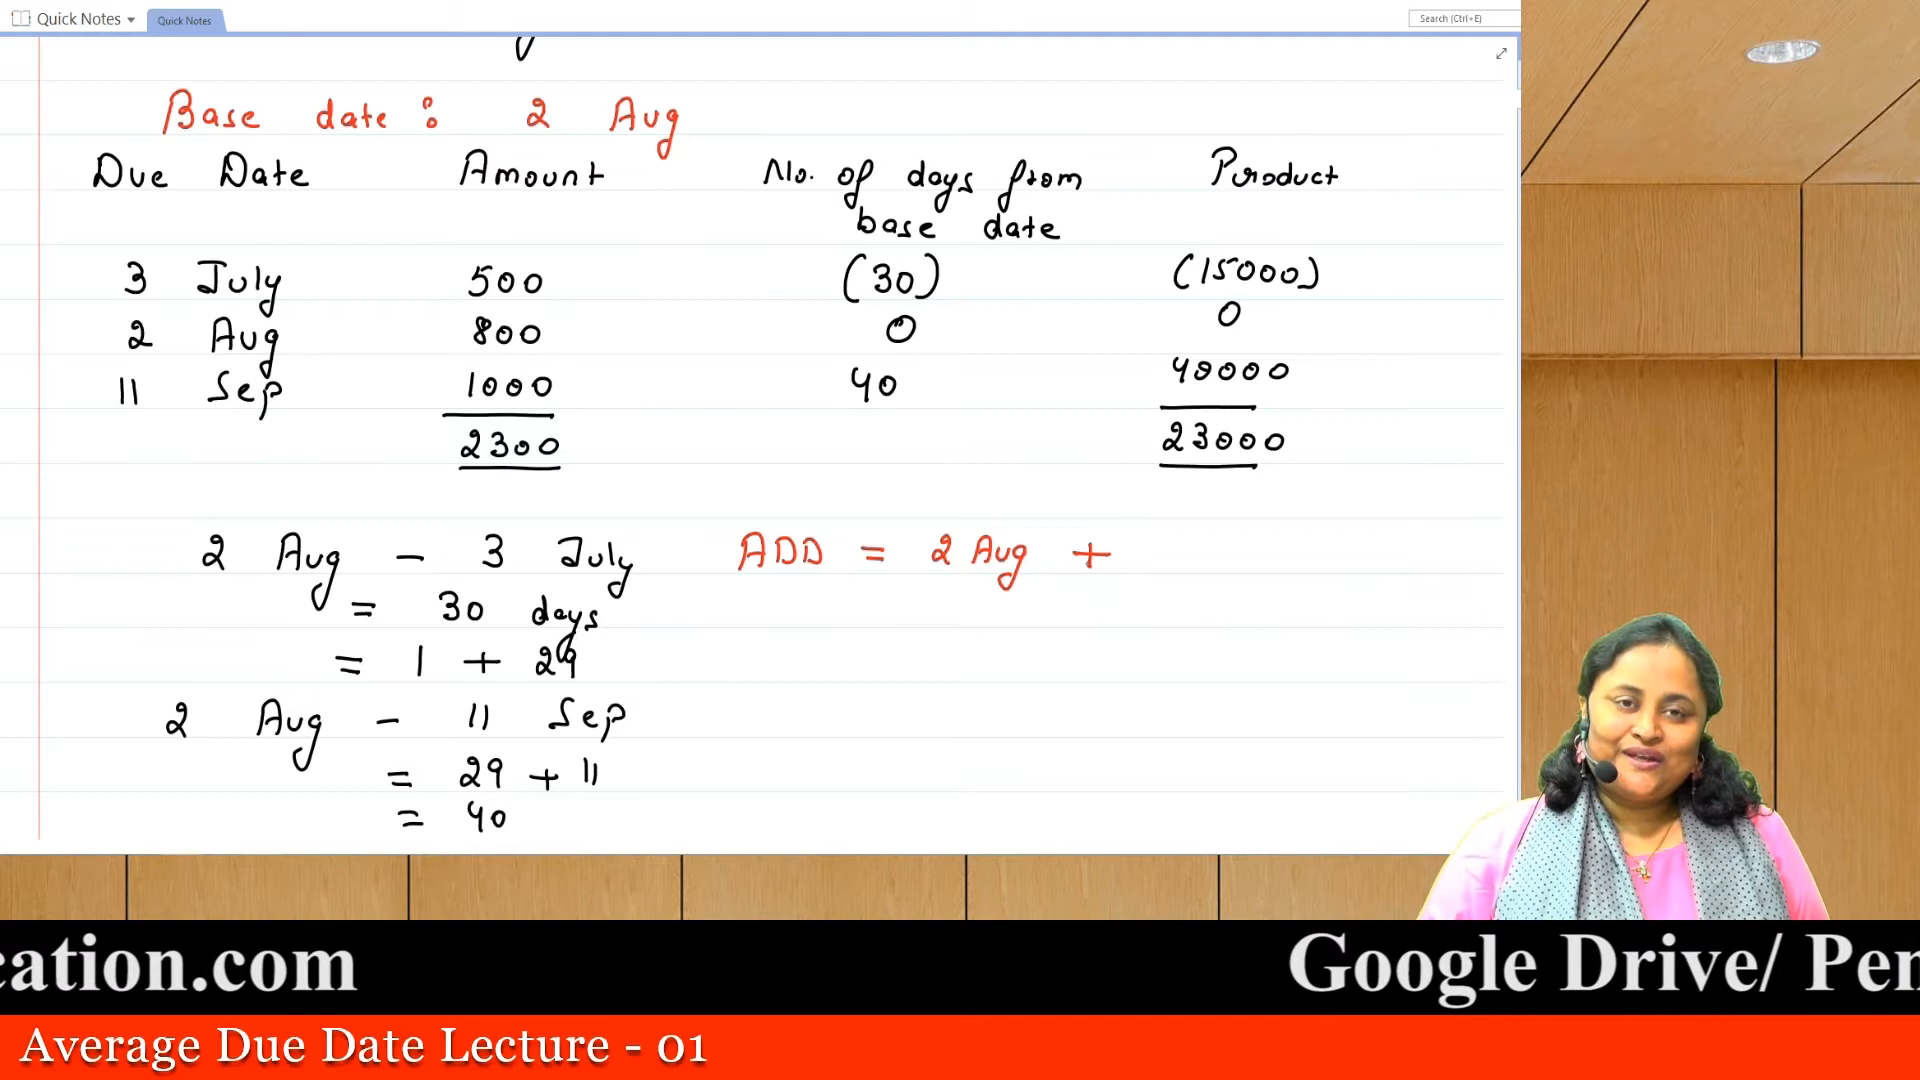 Quick Notes
Quick Notes
Search (Ctrl+E)
Base date : 2 Aug
Due Date Amount No. of days from base date Product
3 July 500 (30) (15000)
2 Aug 800 0 0
11 Sep 1000 40 40000
2300 23000
2 Aug - 3 July
= 30 days
= 1 + 29
2 Aug - 11 Sep
= 29 + 11
= 40
ADD = 2 Aug +
cation.com
Google Drive/ Pen
Average Due Date Lecture - 01